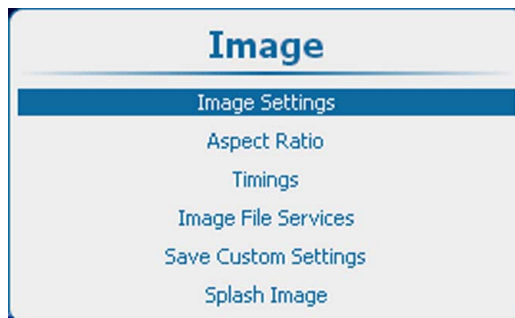 Image
Image Settings
Aspect Ratio
Timings
Image File Services
Save Custom Settings
Splash Image